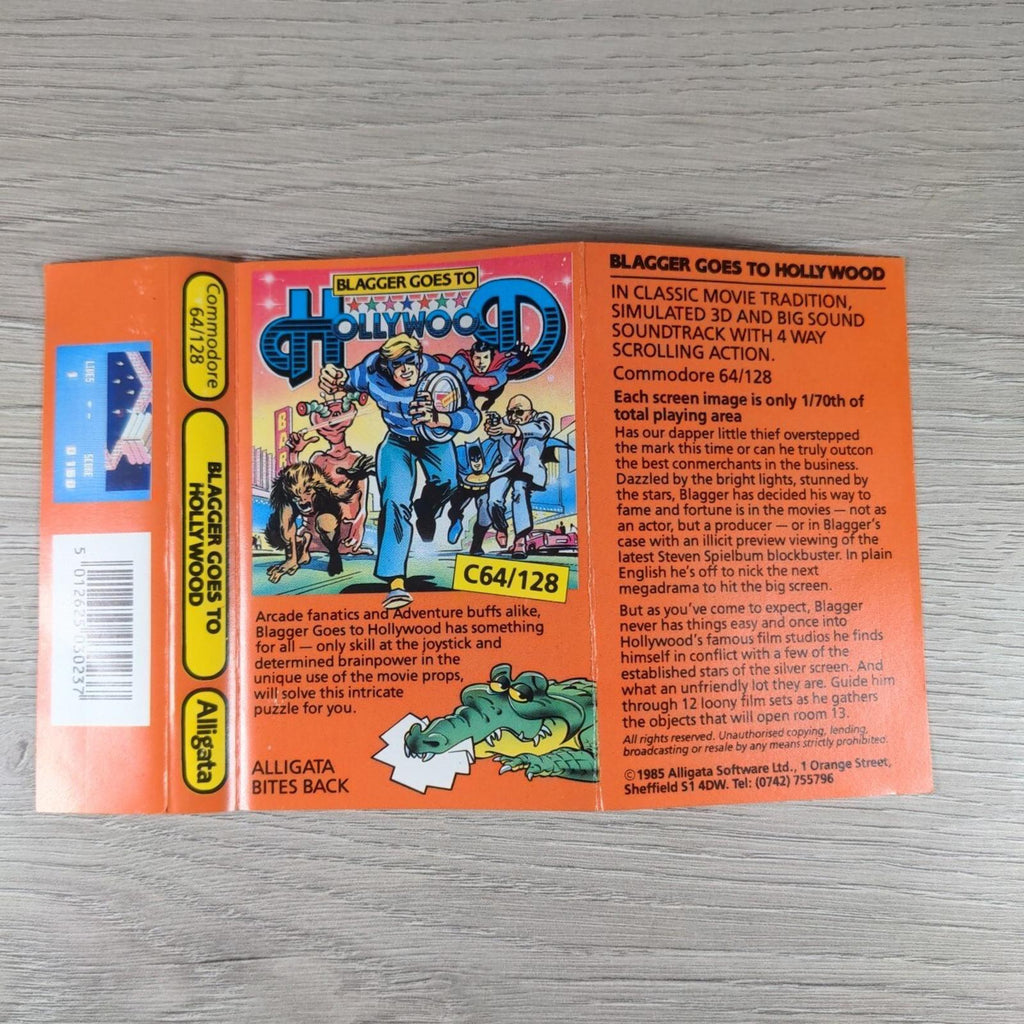 LIVES
SCORE
5 012625 030237
Commodore
64/128
BLAGGER GOES TO
HOLLYWOOD
Alligata
BLAGGER GOES TO
HOLLYWOOD
BAR
C64/128
Arcade fanatics and Adventure buffs alike,
Blagger Goes to Hollywood has something
for all — only skill at the joystick and
determined brainpower in the
unique use of the movie props,
will solve this intricate
puzzle for you.
ALLIGATA
BITES BACK
BLAGGER GOES TO HOLLYWOOD
IN CLASSIC MOVIE TRADITION,
SIMULATED 3D AND BIG SOUND
SOUNDTRACK WITH 4 WAY
SCROLLING ACTION.
Commodore 64/128
Each screen image is only 1/70th of
total playing area
Has our dapper little thief overstepped
the mark this time or can he truly outcon
the best conmerchants in the business.
Dazzled by the bright lights, stunned by
the stars, Blagger has decided his way to
fame and fortune is in the movies — not as
an actor, but a producer — or in Blagger's
case with an illicit preview viewing of the
latest Steven Spielbum blockbuster. In plain
English he's off to nick the next
megadrama to hit the big screen.
But as you've come to expect, Blagger
never has things easy and once into
Hollywood's famous film studios he finds
himself in conflict with a few of the
established stars of the silver screen. And
what an unfriendly lot they are. Guide him
through 12 loony film sets as he gathers
the objects that will open room 13.
All rights reserved. Unauthorised copying, lending,
broadcasting or resale by any means strictly prohibited.
©1985 Alligata Software Ltd., 1 Orange Street,
Sheffield S1 4DW. Tel: (0742) 755796